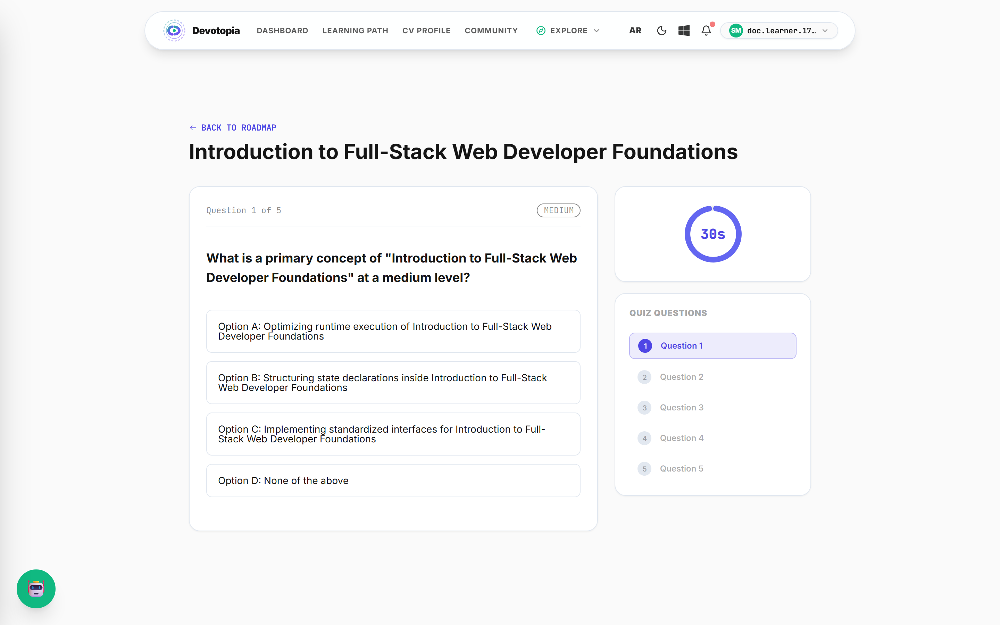 Devotopia
DASHBOARD
LEARNING PATH
CV PROFILE
COMMUNITY
EXPLORE
AR
SM
doc.learner.17…
← BACK TO ROADMAP
Introduction to Full-Stack Web Developer Foundations
Question 1 of 5
MEDIUM
What is a primary concept of "Introduction to Full-Stack Web
Developer Foundations" at a medium level?
Option A: Optimizing runtime execution of Introduction to Full-Stack Web
Developer Foundations
Option B: Structuring state declarations inside Introduction to Full-Stack
Web Developer Foundations
Option C: Implementing standardized interfaces for Introduction to Full-
Stack Web Developer Foundations
Option D: None of the above
30s
QUIZ QUESTIONS
1 Question 1
2 Question 2
3 Question 3
4 Question 4
5 Question 5